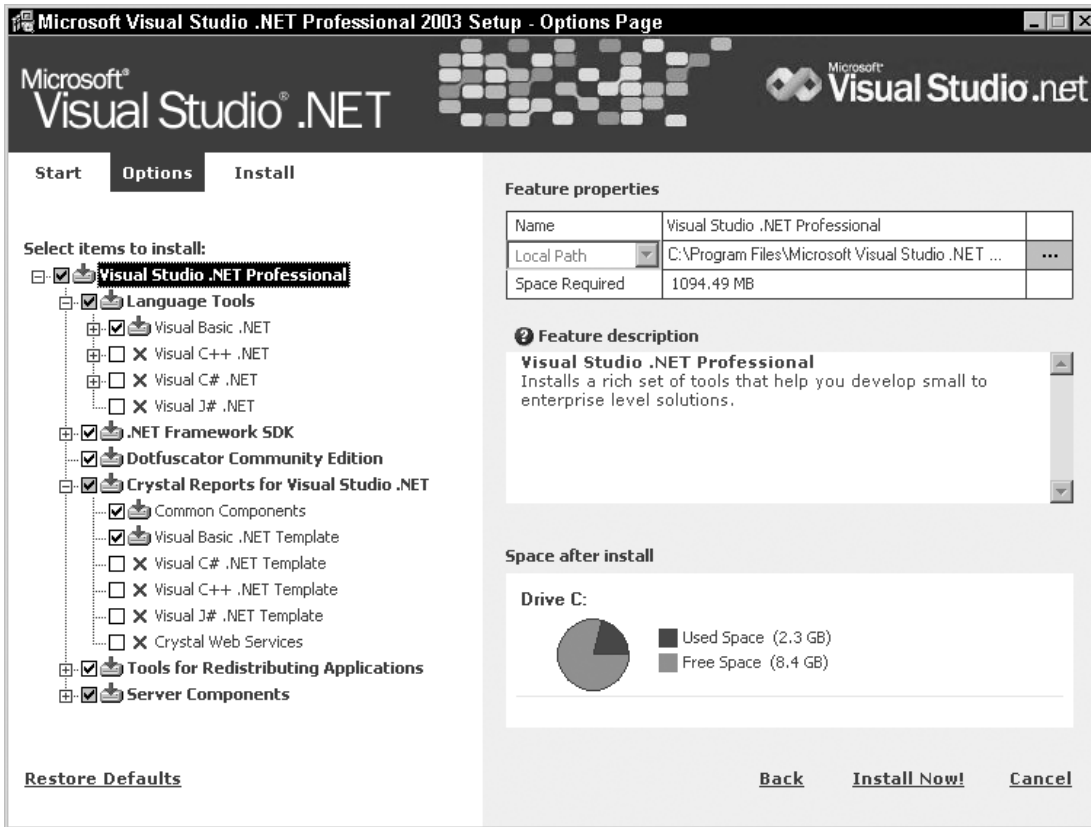 Microsoft Visual Studio .NET Professional 2003 Setup - Options Page
Microsoft®
Visual Studio® .NET
Microsoft®
Visual Studio .net
Start Options Install
Select items to install:
Visual Studio .NET Professional
Language Tools
Visual Basic .NET
Visual C++ .NET
Visual C# .NET
Visual J# .NET
.NET Framework SDK
Dotfuscator Community Edition
Crystal Reports for Visual Studio .NET
Common Components
Visual Basic .NET Template
Visual C# .NET Template
Visual C++ .NET Template
Visual J# .NET Template
Crystal Web Services
Tools for Redistributing Applications
Server Components
Restore Defaults
Feature properties
Name Visual Studio .NET Professional
Local Path C:\Program Files\Microsoft Visual Studio .NET ... ...
Space Required 1094.49 MB
Feature description
Visual Studio .NET Professional
Installs a rich set of tools that help you develop small to
enterprise level solutions.
Space after install
Drive C:
Used Space (2.3 GB)
Free Space (8.4 GB)
Back Install Now! Cancel